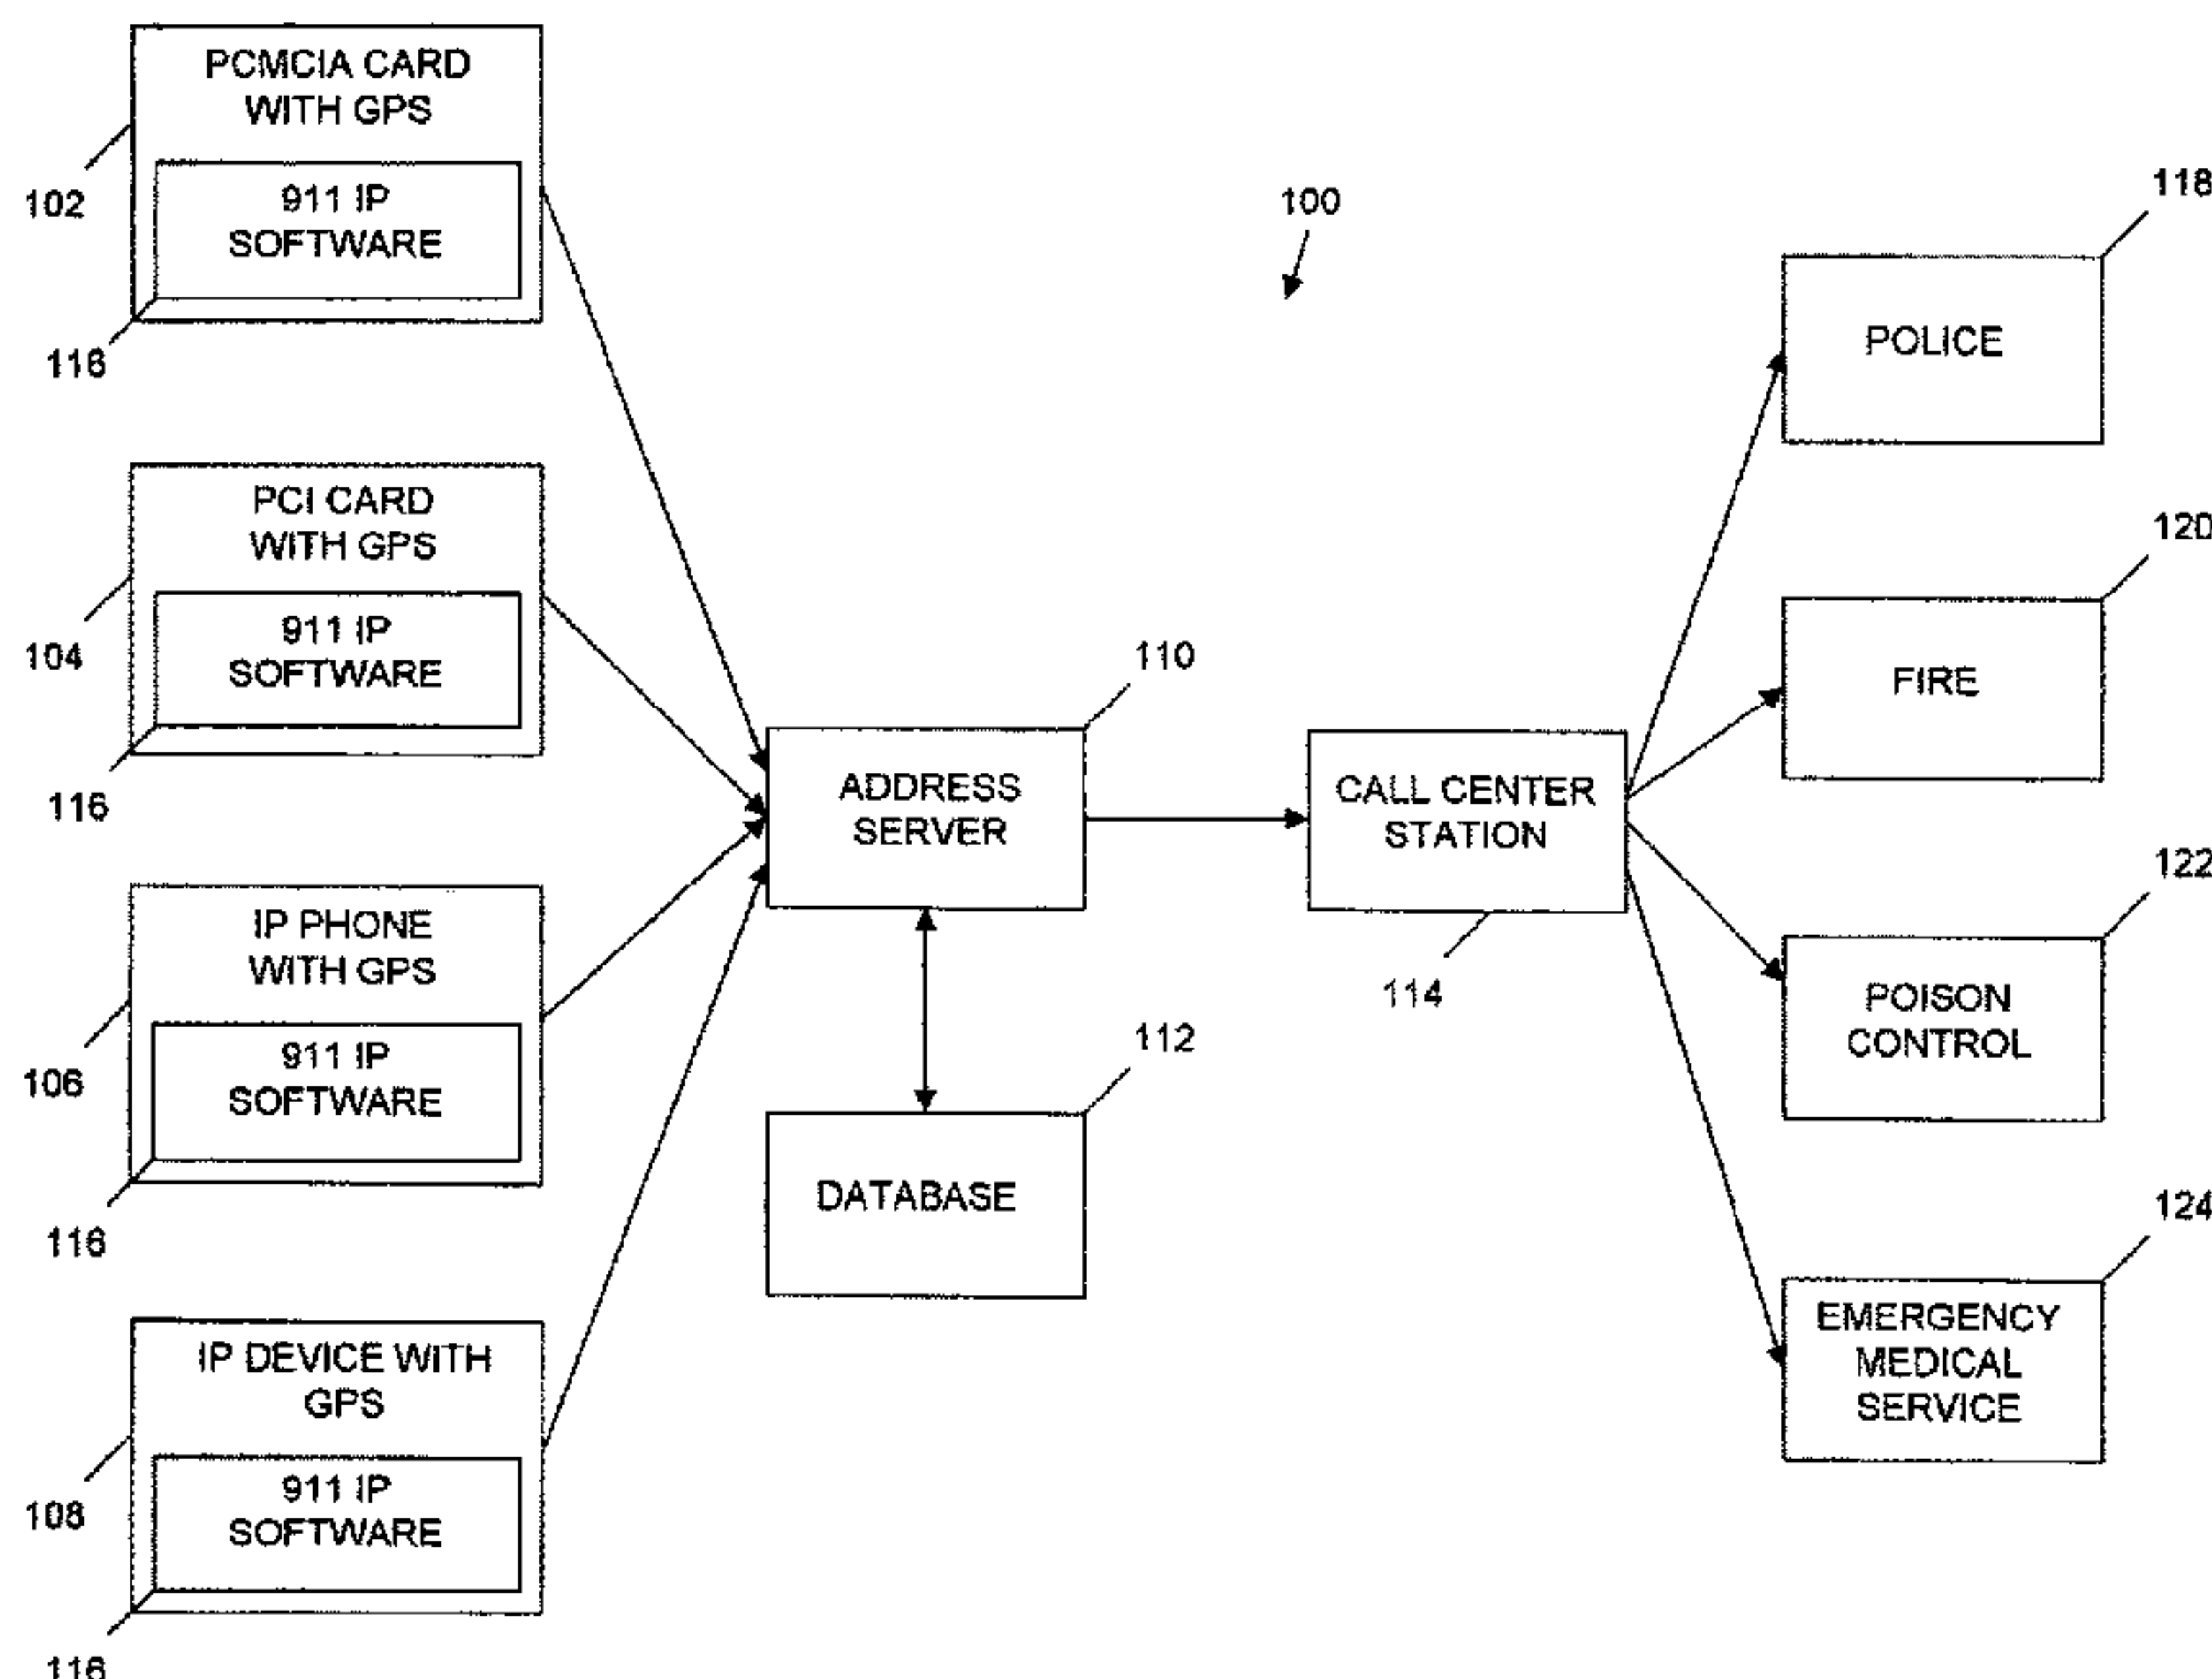 PCMCIA CARD
WITH GPS
911 IP
SOFTWARE
102
116
PCI CARD
WITH GPS
911 IP
SOFTWARE
104
116
IP PHONE
WITH GPS
911 IP
SOFTWARE
106
116
IP DEVICE WITH
GPS
911 IP
SOFTWARE
108
116
100
110
ADDRESS
SERVER
112
DATABASE
CALL CENTER
STATION
114
118
POLICE
120
FIRE
122
POISON
CONTROL
124
EMERGENCY
MEDICAL
SERVICE